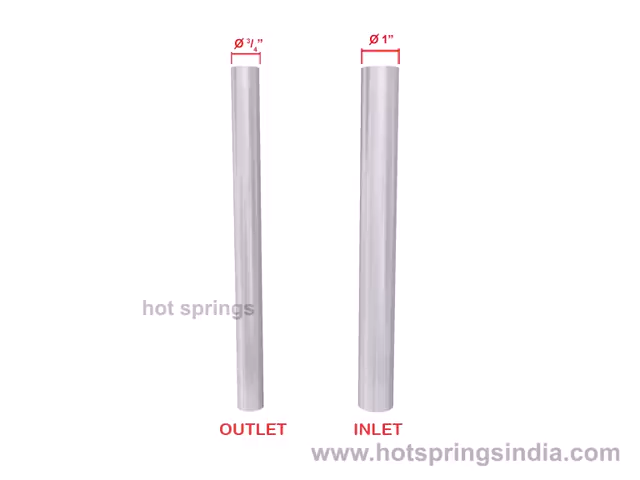 Ø 3/4"
Ø 1"
hot springs
OUTLET
INLET
www.hotspringsindia.com